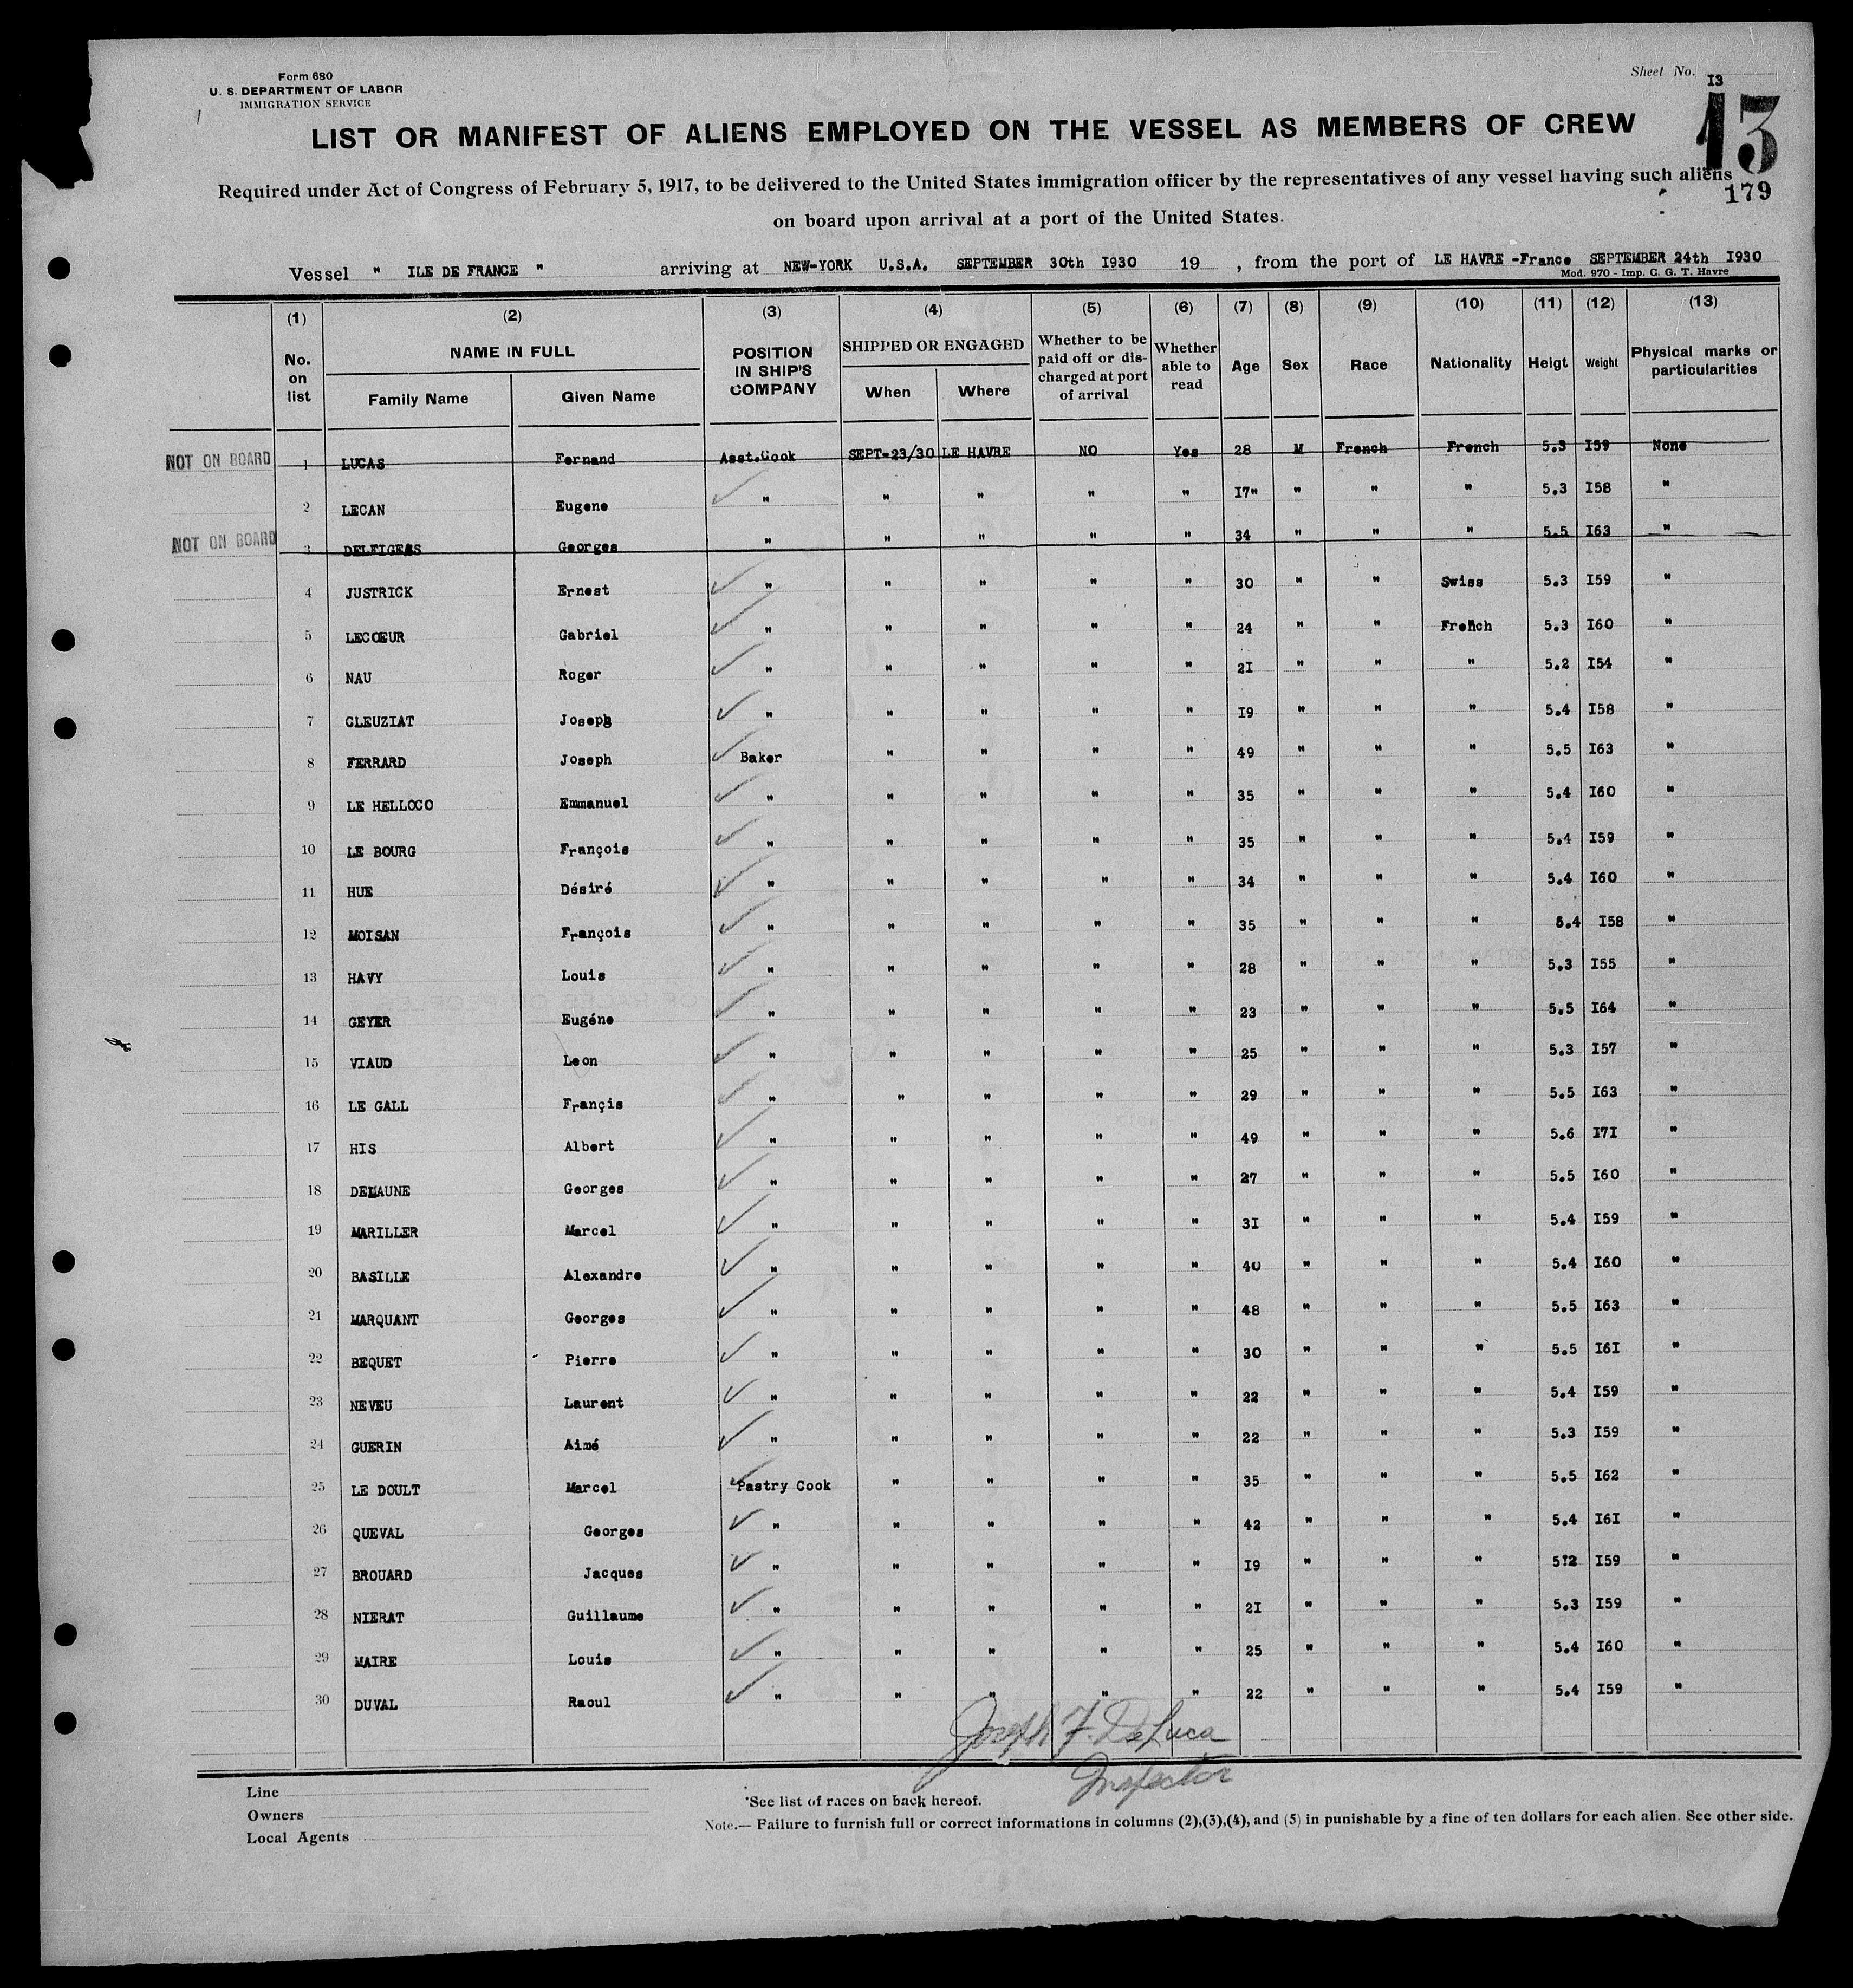 Form 680
U. S. DEPARTMENT OF LABOR
IMMIGRATION SERVICE
Sheet No. I3
13
179
LIST OR MANIFEST OF ALIENS EMPLOYED ON THE VESSEL AS MEMBERS OF CREW
Required under Act of Congress of February 5, 1917, to be delivered to the United States immigration officer by the representatives of any vessel having such aliens
on board upon arrival at a port of the United States.
Vessel " ILE DE FRANCE " arriving at NEW-YORK U.S.A. SEPTEMBER 30th I930 19 , from the port of LE HAVRE -France SEPTEMBER 24th I930
Mod. 970 - Imp. C. G. T. Havre
(1) (2) (3) (4) (5) (6) (7) (8) (9) (10) (11) (12) (13)
No. on list NAME IN FULL Family Name Given Name POSITION IN SHIP'S COMPANY SHIPPED OR ENGAGED When Where Whether to be paid off or discharged at port of arrival Whether able to read Age Sex Race Nationality Heigt Weight Physical marks or particularities
NOT ON BOARD 1 LUCAS Fernand Asst.Cook SEPT-23/30 LE HAVRE NO Yes 28 M French French 5.3 I59 None
2 LECAN Eugene " " " " " I7" " " " 5.3 I58 "
NOT ON BOARD 3 Georges " " " " " 34 " " " 5.5 I63 "
4 JUSTRICK Ernest " " " " " 30 " " Swiss 5.3 I59 "
5 LECOEUR Gabriel " " " " " 24 " " French 5.3 I60 "
6 NAU Roger " " " " " 2I " " " 5.2 I54 "
7 CLEUZIAT Joseph " " " " " I9 " " " 5.4 I58 "
8 FERRARD Joseph Baker " " " " 49 " " " 5.5 I63 "
9 LE HELLOCO Emmanuel " " " " " 35 " " " 5.4 I60 "
10 LE BOURG François " " " " " 35 " " " 5.4 I59 "
11 HUE Désiré " " " " " 34 " " " 5.4 I60 "
12 MOISAN François " " " " " 35 " " " 5.4 I58 "
13 HAVY Louis " " " " " 28 " " " 5.3 I55 "
14 GEYER Eugéne " " " " " 23 " " " 5.5 I64 "
15 VIAUD Leon " " " " " 25 " " " 5.3 I57 "
16 LE GALL Françis " " " " " 29 " " " 5.5 I63 "
17 HIS Albert " " " " " 49 " " " 5.6 I7I "
18 DELAUNE Georges " " " " " 27 " " " 5.5 I60 "
19 MARILLER Marcel " " " " " 3I " " " 5.4 I59 "
20 BASILLE Alexandre " " " " " 40 " " " 5.4 I60 "
21 MARQUANT Georges " " " " " 48 " " " 5.5 I63 "
22 BEQUET Pierre " " " " " 30 " " " 5.5 I6I "
23 NEVEU Laurent " " " " " 22 " " " 5.4 I59 "
24 GUERIN Aimé " " " " " 22 " " " 5.3 I59 "
25 LE DOULT Marcel Pastry Cook " " " " 35 " " " 5.5 I62 "
26 QUEVAL Georges " " " " " 42 " " " 5.4 I6I "
27 BROUARD Jacques " " " " " I9 " " " 5!2 I59 "
28 NIERAT Guillaume " " " " " 2I " " " 5.3 I59 "
29 MAIRE Louis " " " " " 25 " " " 5.4 I60 "
30 DUVAL Raoul " " " " " 22 " " " 5.4 I59 "
Joseph F. DeLuca
Inspector
Line
Owners
Local Agents
*See list of races on back hereof.
Note.— Failure to furnish full or correct informations in columns (2),(3),(4), and (5) in punishable by a fine of ten dollars for each alien. See other side.